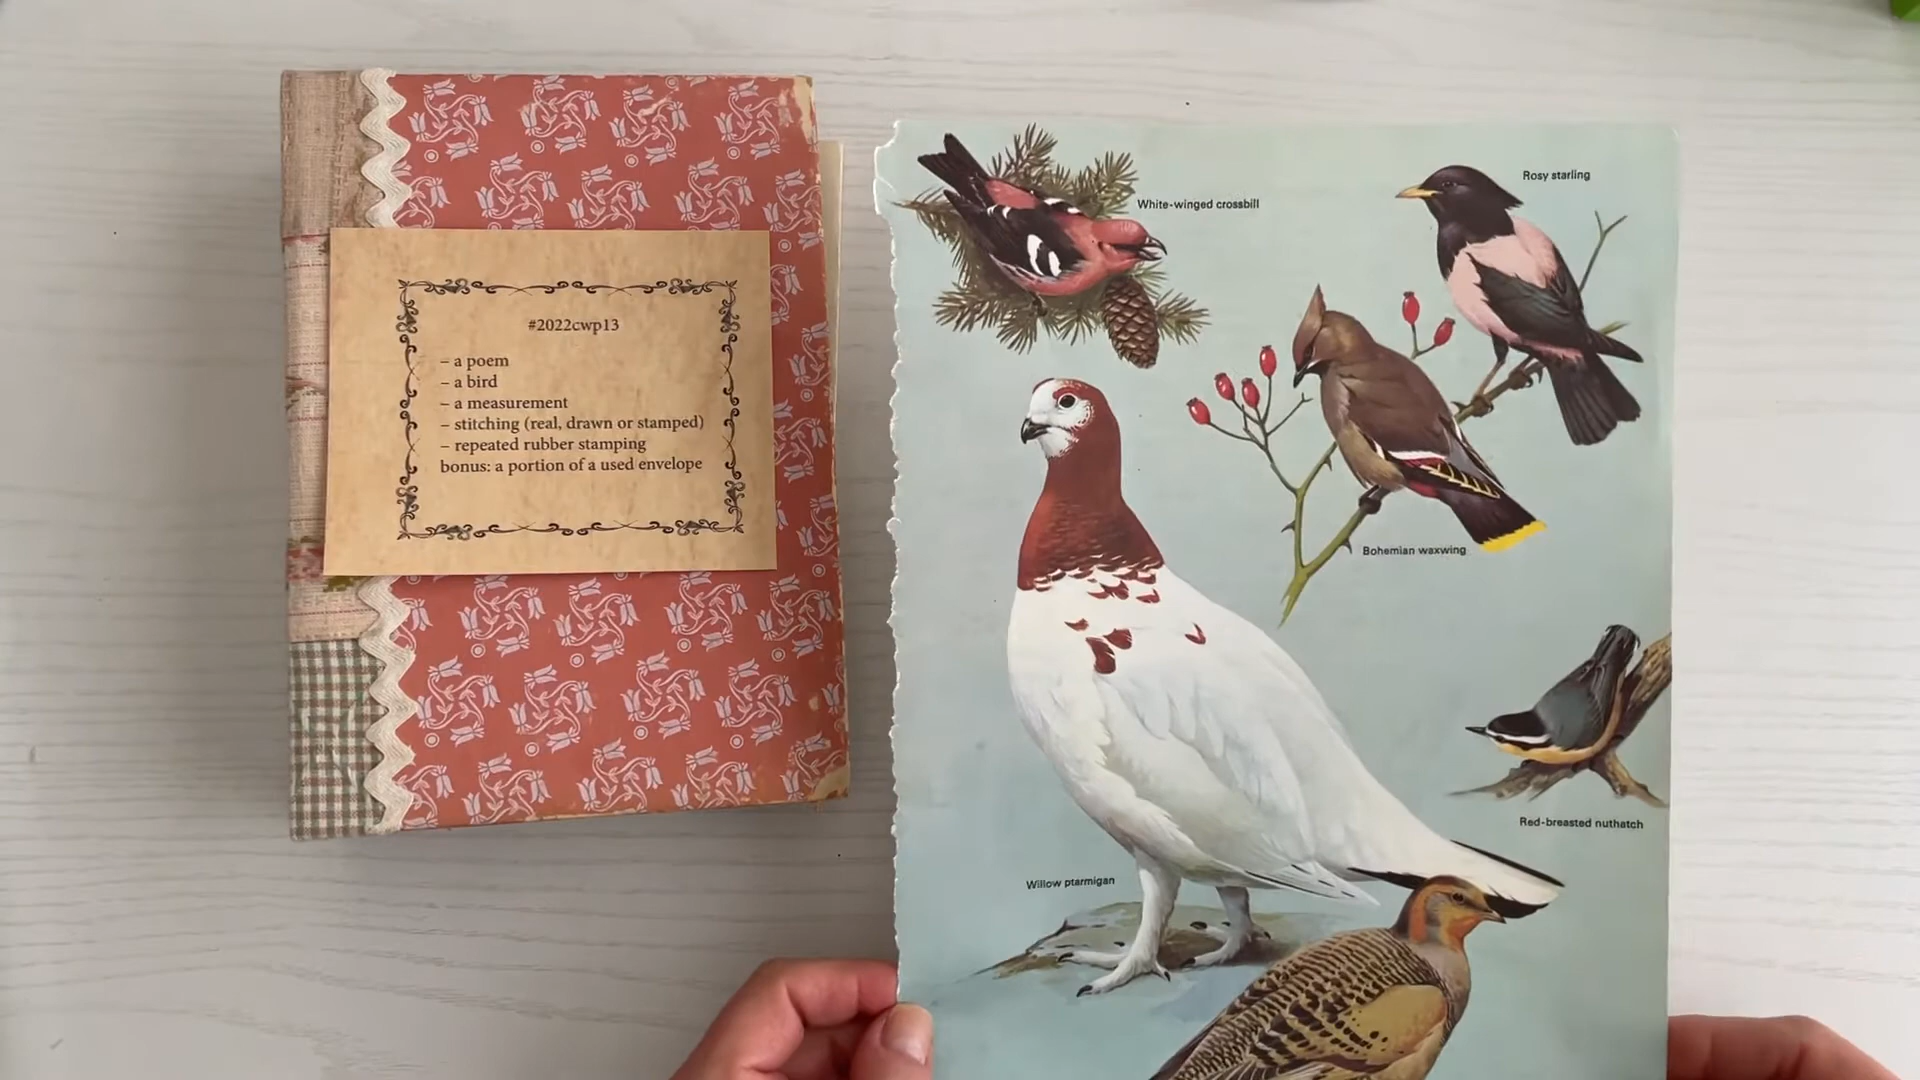 #2022cwp13
– a poem
– a bird
– a measurement
– stitching (real, drawn or stamped)
– repeated rubber stamping
bonus: a portion of a used envelope
White-winged crossbill
Rosy starling
Bohemian waxwing
Red-breasted nuthatch
Willow ptarmigan